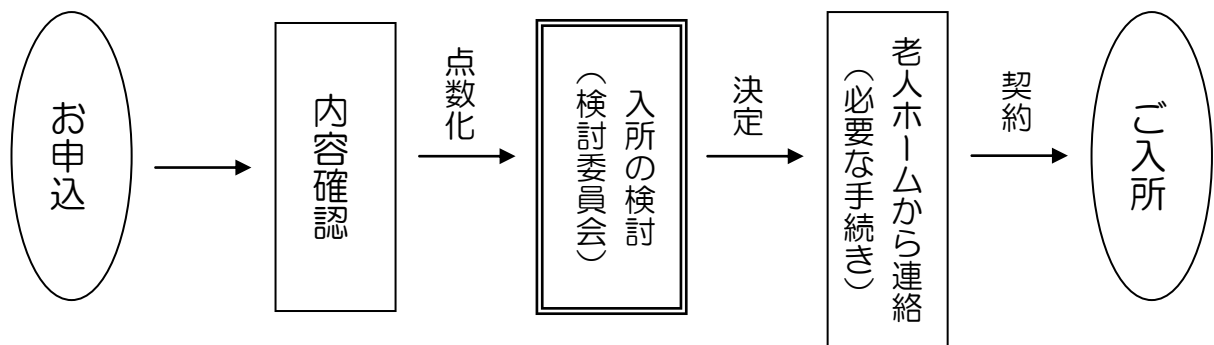 お申込
内容確認
点数化
入所の検討
（検討委員会）
決定
老人ホームから連絡
（必要な手続き）
契約
ご入所